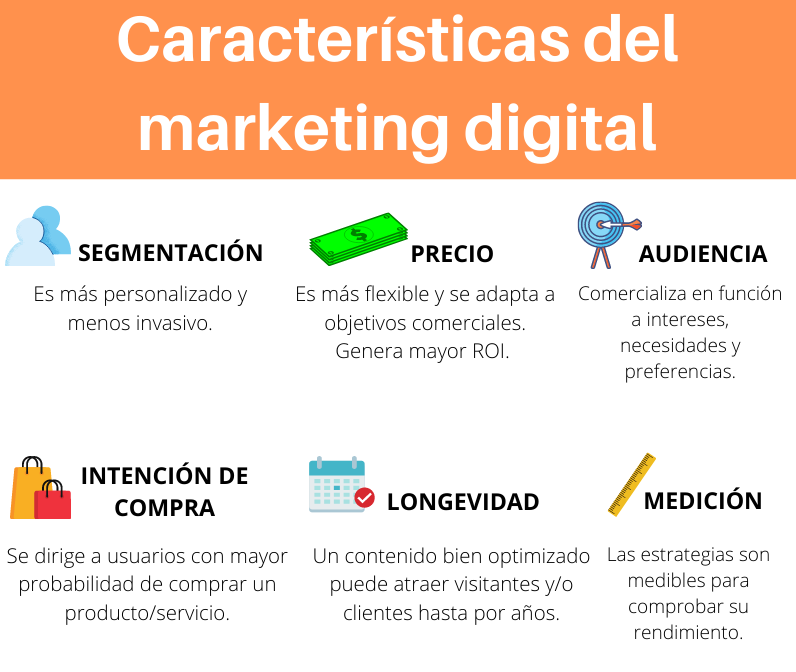 Características del
marketing digital
SEGMENTACIÓN
Es más personalizado y
menos invasivo.
PRECIO
Es más flexible y se adapta a
objetivos comerciales.
Genera mayor ROI.
AUDIENCIA
Comercializa en función
a intereses,
necesidades y
preferencias.
INTENCIÓN DE
COMPRA
Se dirige a usuarios con mayor
probabilidad de comprar un
producto/servicio.
LONGEVIDAD
Un contenido bien optimizado
puede atraer visitantes y/o
clientes hasta por años.
MEDICIÓN
Las estrategias son
medibles para
comprobar su
rendimiento.